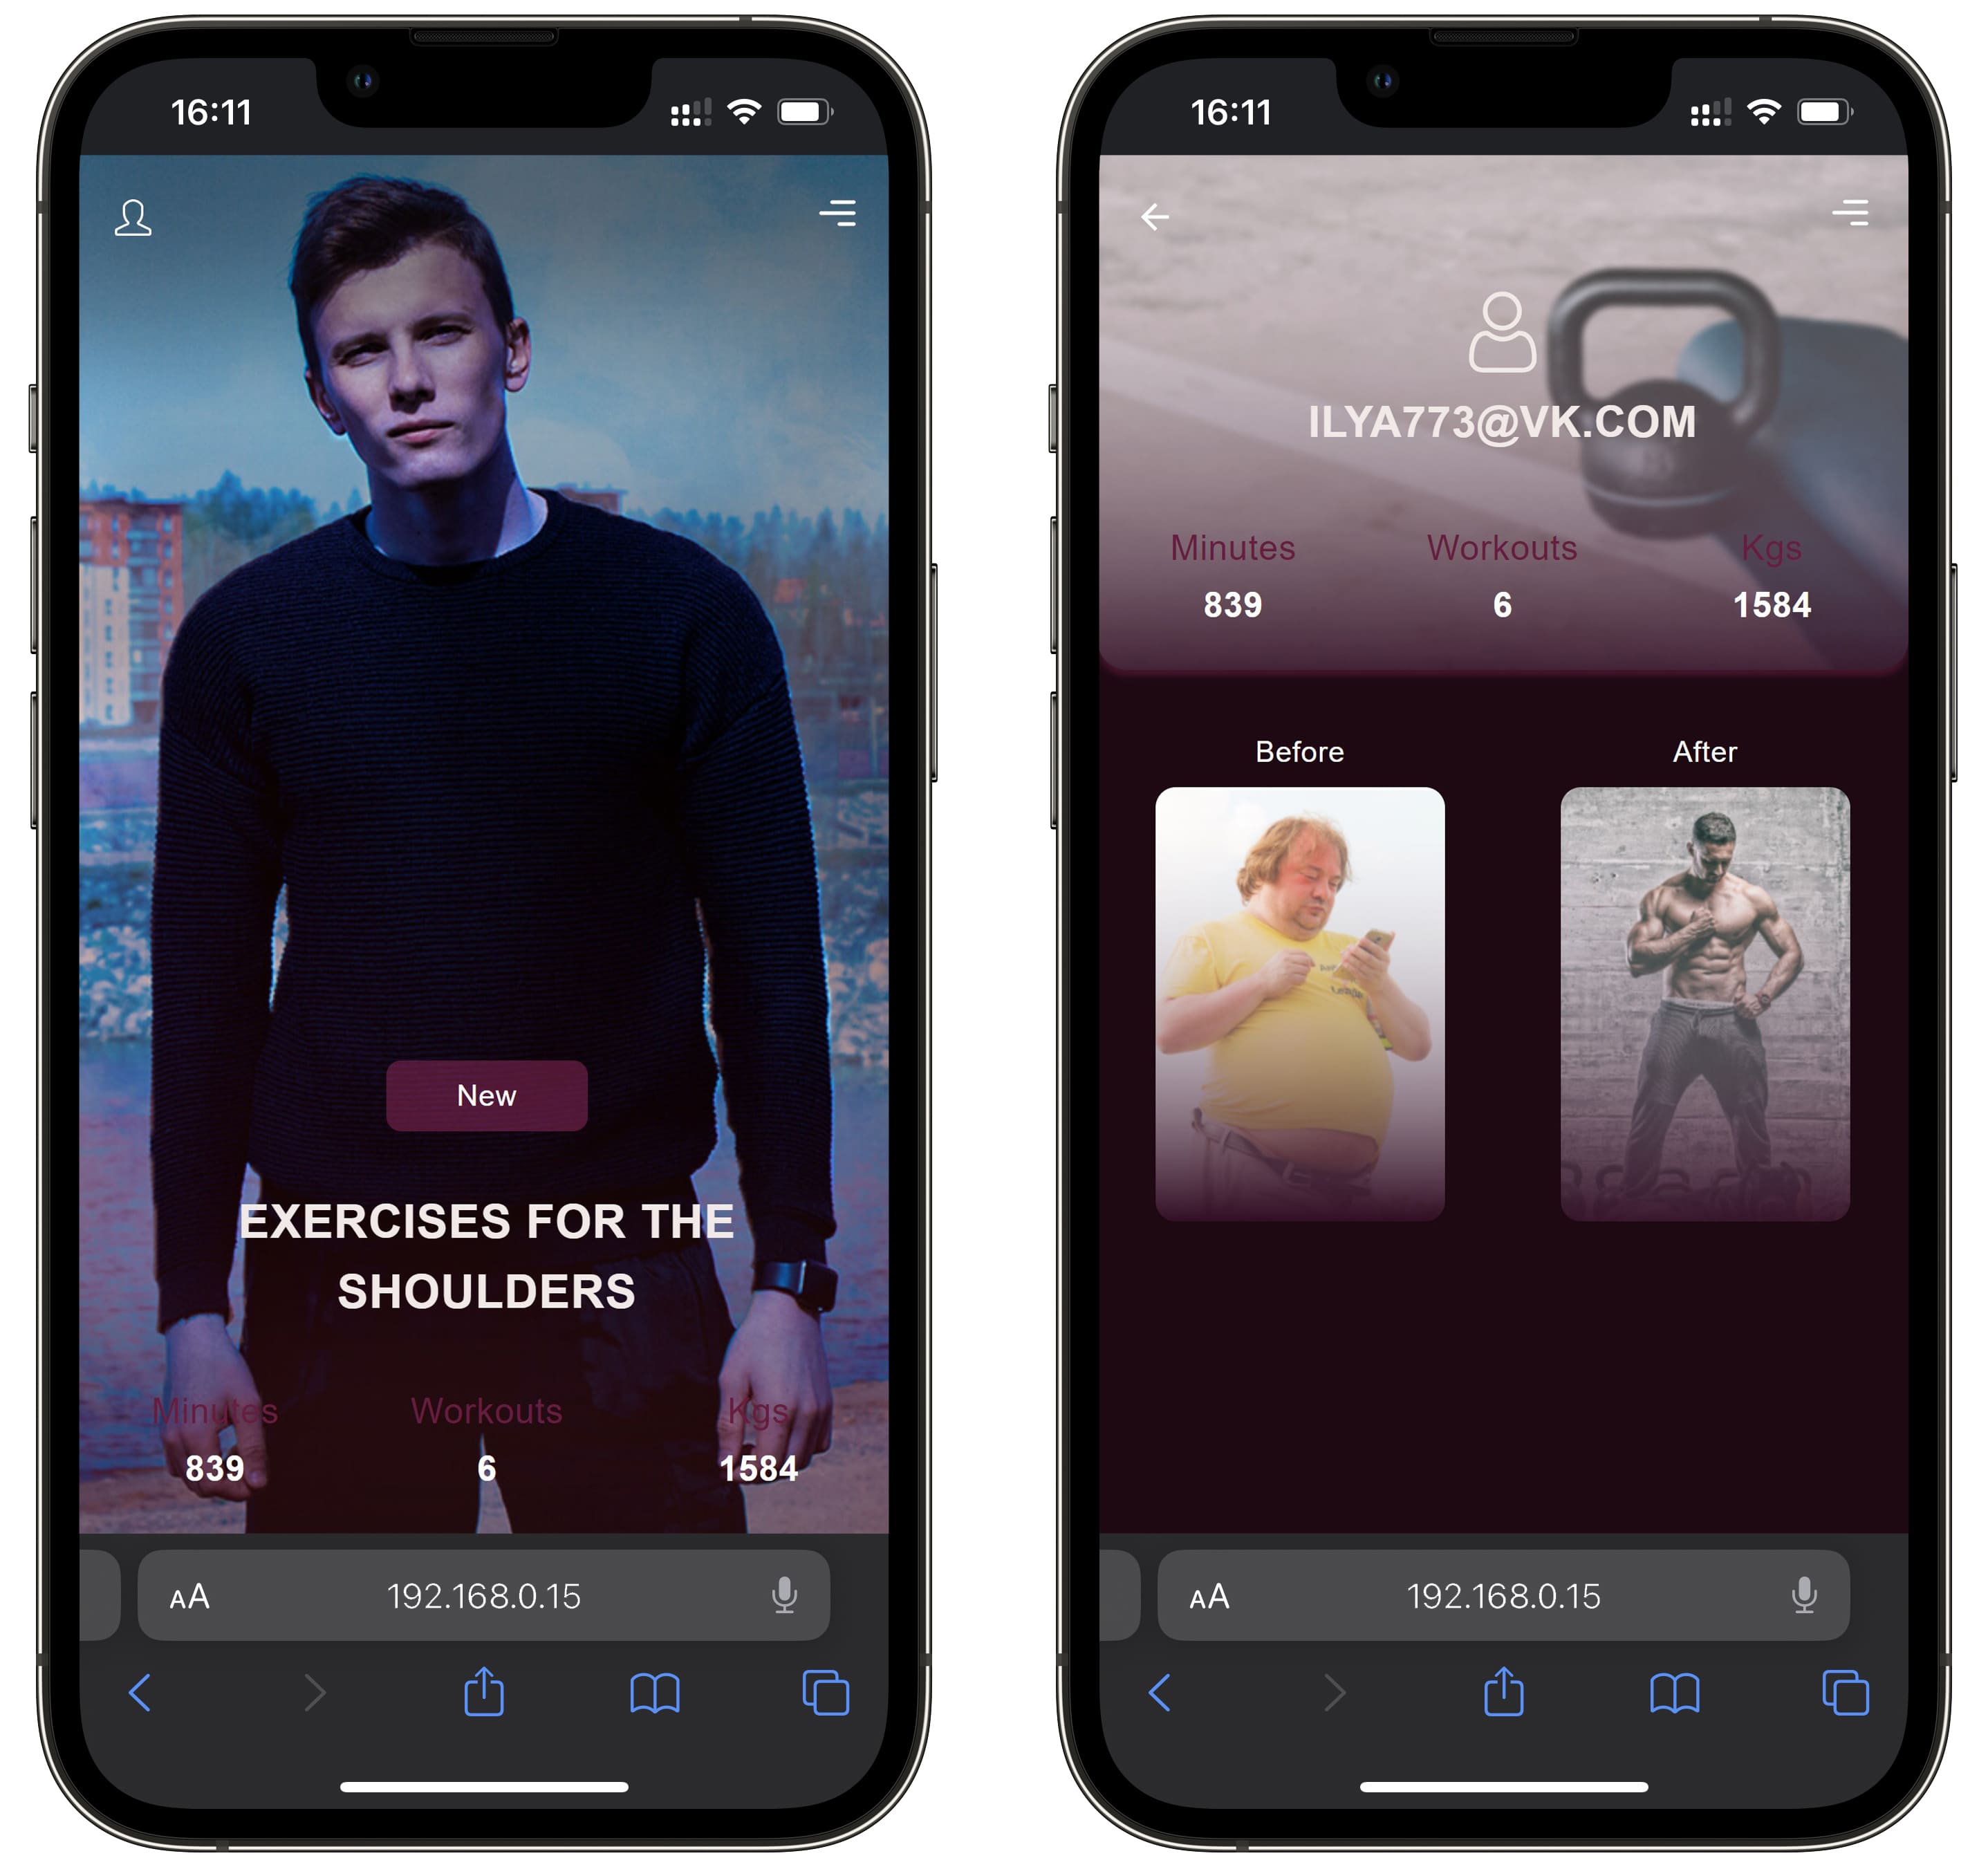 16:11
New
EXERCISES FOR THE
SHOULDERS
Minutes Workouts Kgs
839 6 1584
AA 192.168.0.15
16:11
ILYA773@VK.COM
Minutes Workouts Kgs
839 6 1584
Before After
AA 192.168.0.15